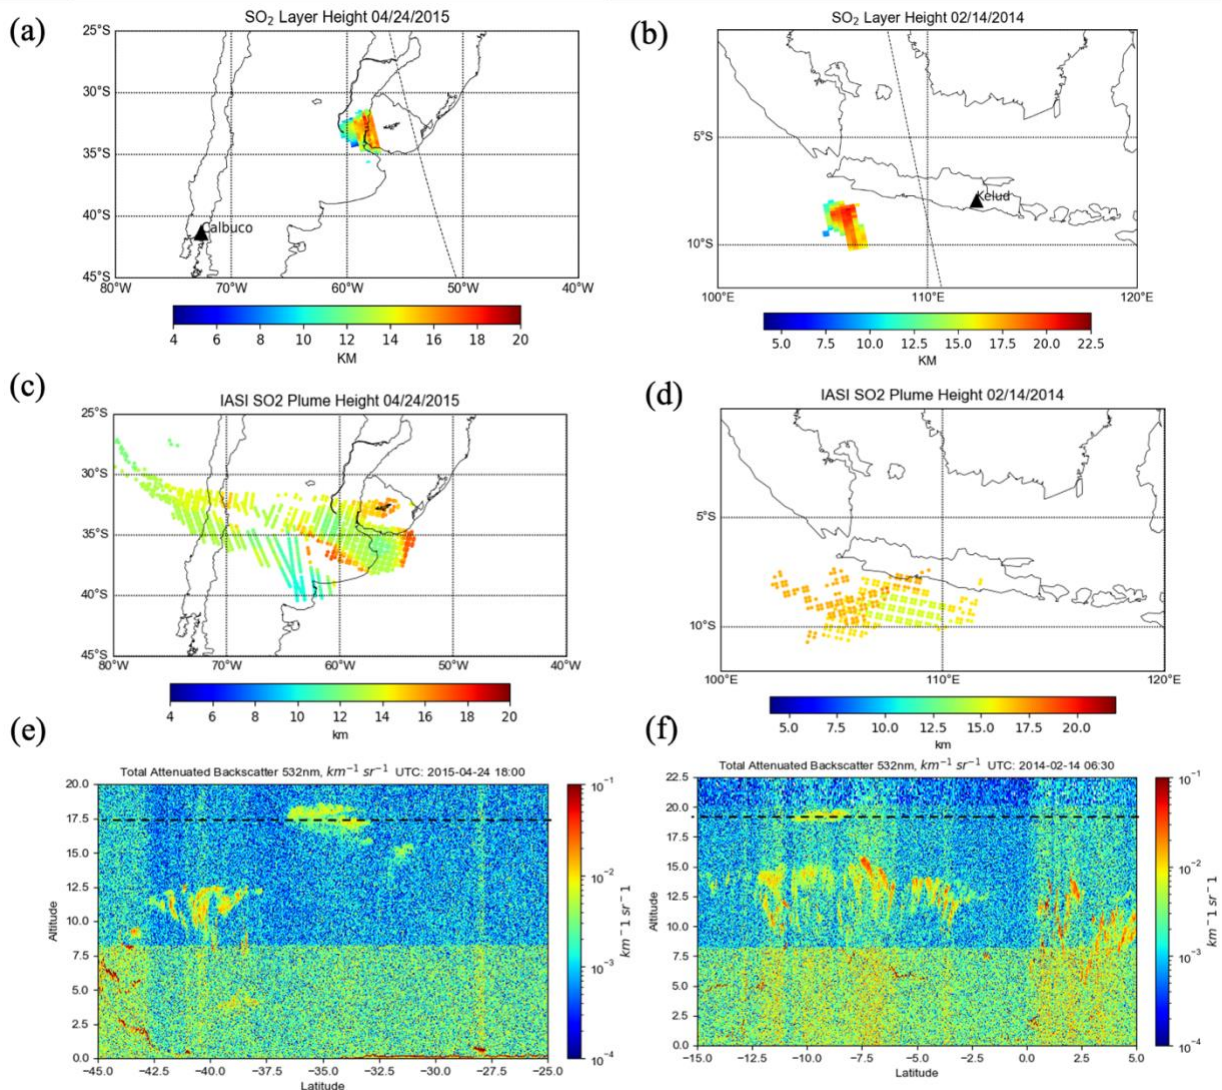 (a)
SO₂ Layer Height 04/24/2015
25°S
30°S
35°S
40°S
45°S
Calbuco
80°W 70°W 60°W 50°W 40°W
4 6 8 10 12 14 16 18 20
KM
(b)
SO₂ Layer Height 02/14/2014
5°S
10°S
Kelud
100°E 110°E 120°E
5.0 7.5 10.0 12.5 15.0 17.5 20.0 22.5
KM
(c)
IASI SO2 Plume Height 04/24/2015
25°S
30°S
35°S
40°S
45°S
80°W 70°W 60°W 50°W 40°W
4 6 8 10 12 14 16 18 20
km
(d)
IASI SO2 Plume Height 02/14/2014
5°S
10°S
100°E 110°E 120°E
5.0 7.5 10.0 12.5 15.0 17.5 20.0
km
(e)
Total Attenuated Backscatter 532nm, km⁻¹ sr⁻¹ UTC: 2015-04-24 18:00
20.0
17.5
15.0
12.5
10.0
7.5
5.0
2.5
0.0
Altitude
−45.0 −42.5 −40.0 −37.5 −35.0 −32.5 −30.0 −27.5 −25.0
Latitude
10⁻¹
10⁻²
10⁻³
10⁻⁴
km⁻¹ sr⁻¹
(f)
Total Attenuated Backscatter 532nm, km⁻¹ sr⁻¹ UTC: 2014-02-14 06:30
22.5
20.0
17.5
15.0
12.5
10.0
7.5
5.0
2.5
0.0
Altitude
−15.0 −12.5 −10.0 −7.5 −5.0 −2.5 0.0 2.5 5.0
Latitude
10⁻¹
10⁻²
10⁻³
10⁻⁴
km⁻¹ sr⁻¹